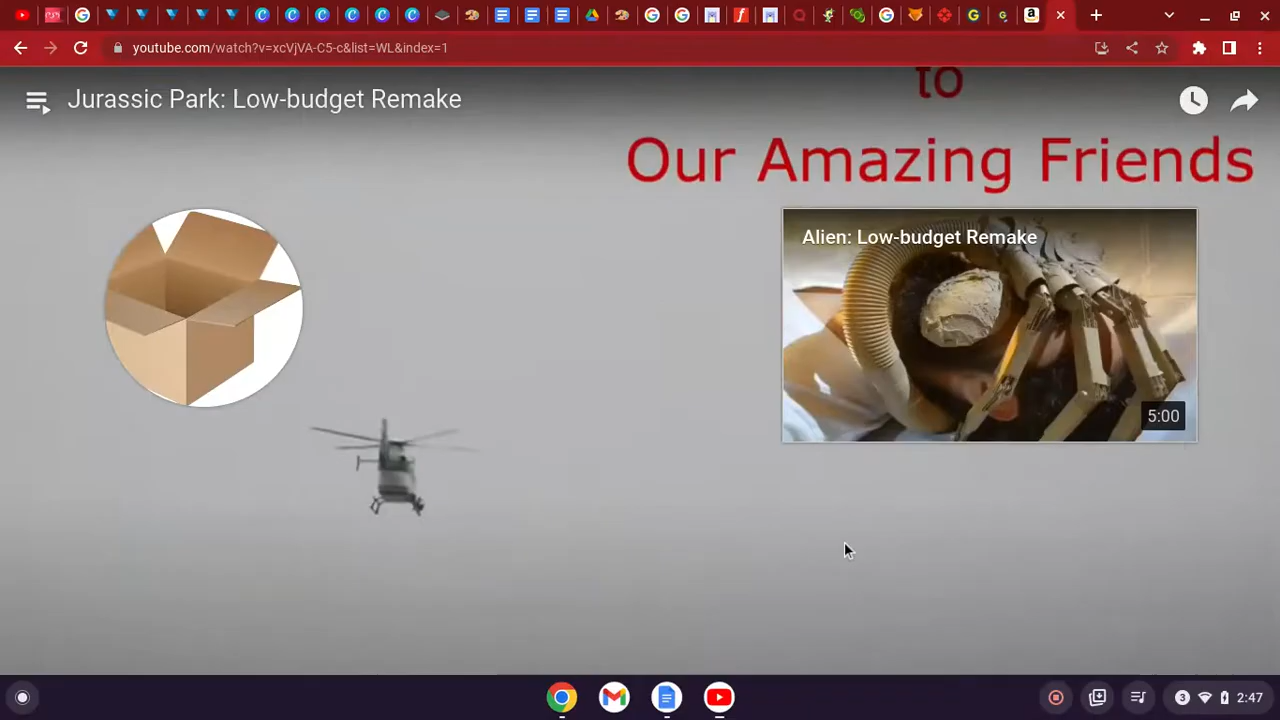 youtube.com/watch?v=xcVjVA-C5-c&list=WL&index=1
to
Jurassic Park: Low-budget Remake
Our Amazing Friends
Alien: Low-budget Remake
5:00
3
2:47